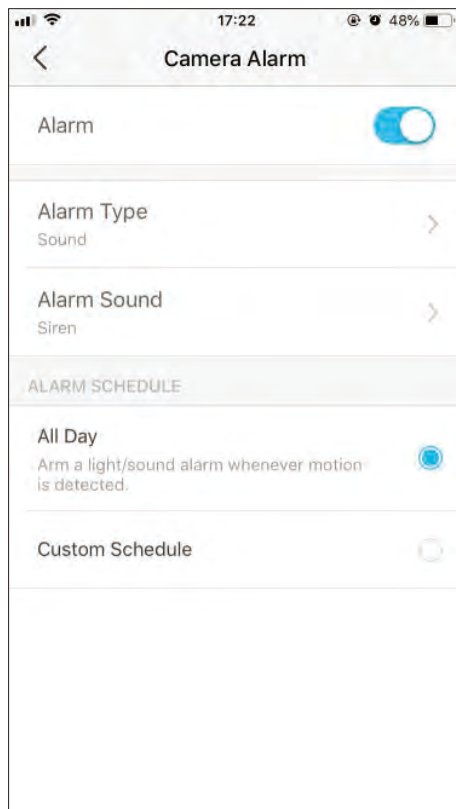 17:22
48%
Camera Alarm
Alarm
Alarm Type
Sound
Alarm Sound
Siren
ALARM SCHEDULE
All Day
Arm a light/sound alarm whenever motion
is detected.
Custom Schedule